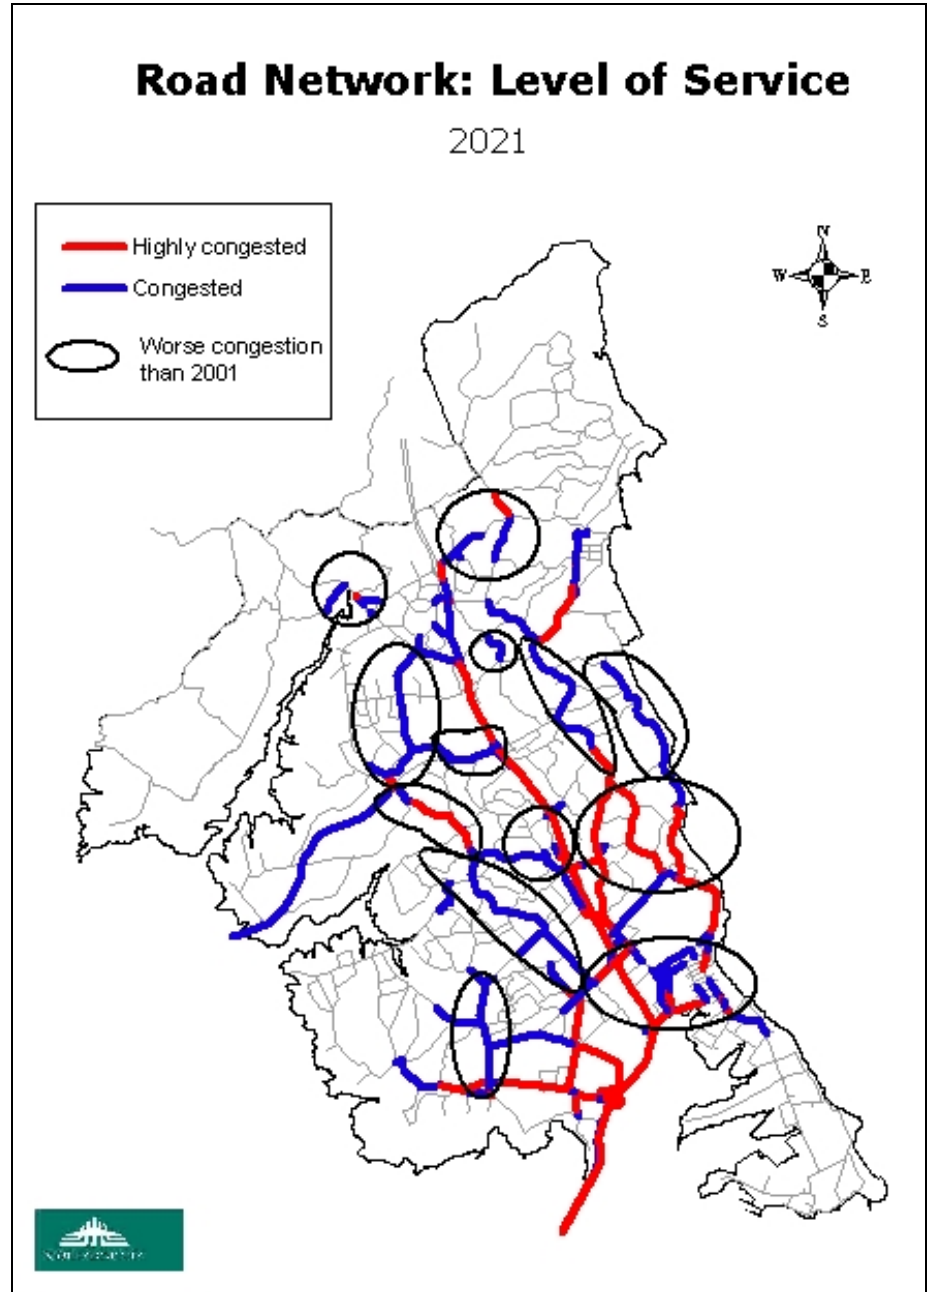 Road Network: Level of Service
2021
Highly congested
Congested
Worse congestion
than 2001
N
W
E
S